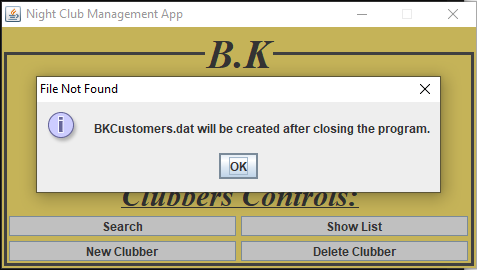 Night Club Management App
B.K
File Not Found
BKCustomers.dat will be created after closing the program.
OK
Clubbers Controls:
Search
Show List
New Clubber
Delete Clubber